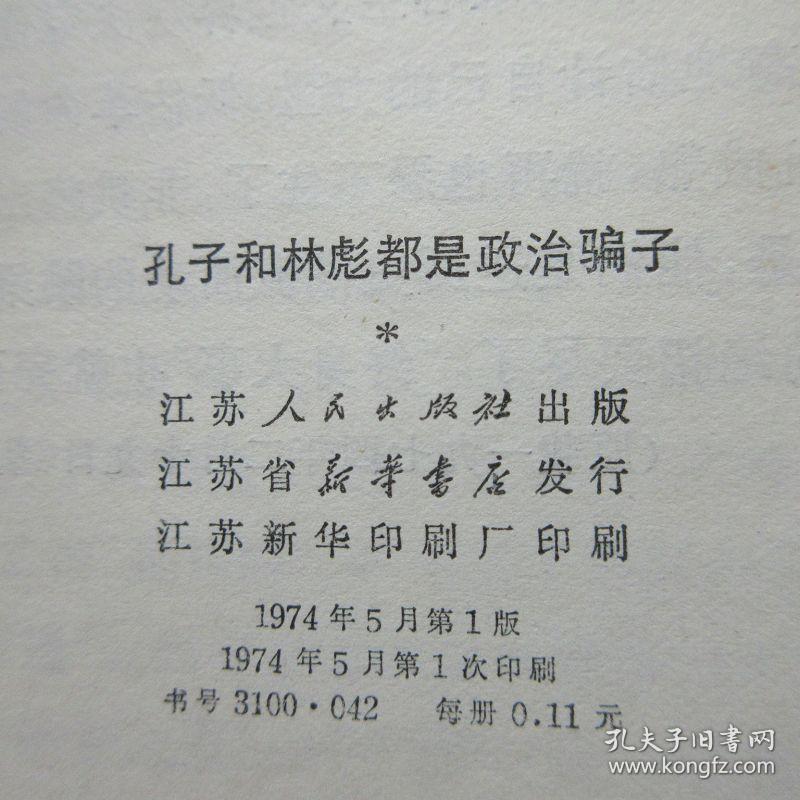 孔子和林彪都是政治骗子
*
江苏人民出版社出版
江苏省新華書店发行
江苏新华印刷厂印刷
1974年5月第1版
1974年5月第1次印刷
书号 3100·042 每册 0.11 元
孔夫子旧書网
www.kongfz.com